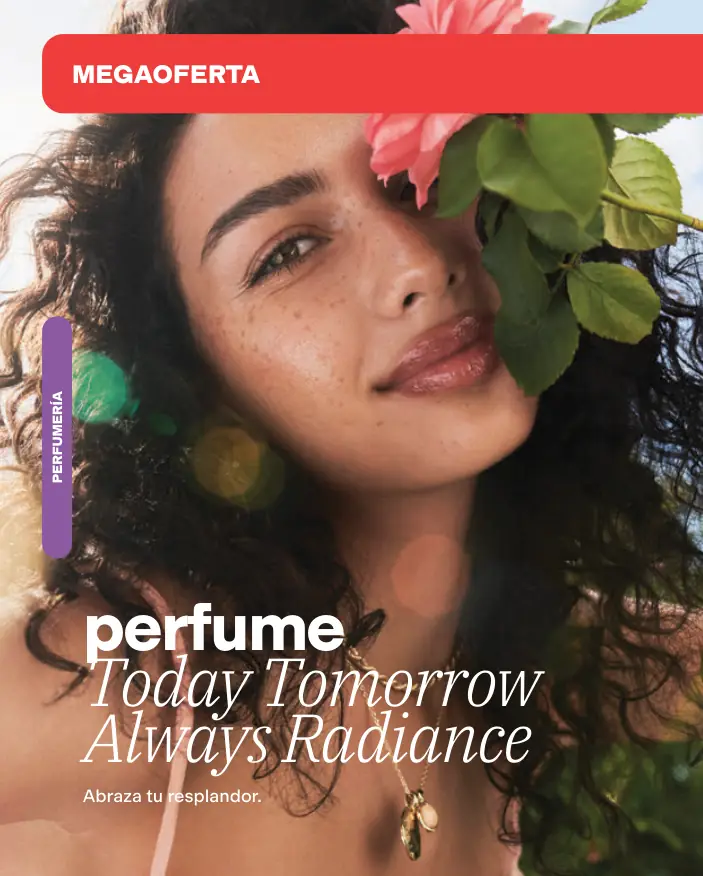 MEGAOFERTA
PERFUMERÍA
perfume
Today Tomorrow
Always Radiance
Abraza tu resplandor.